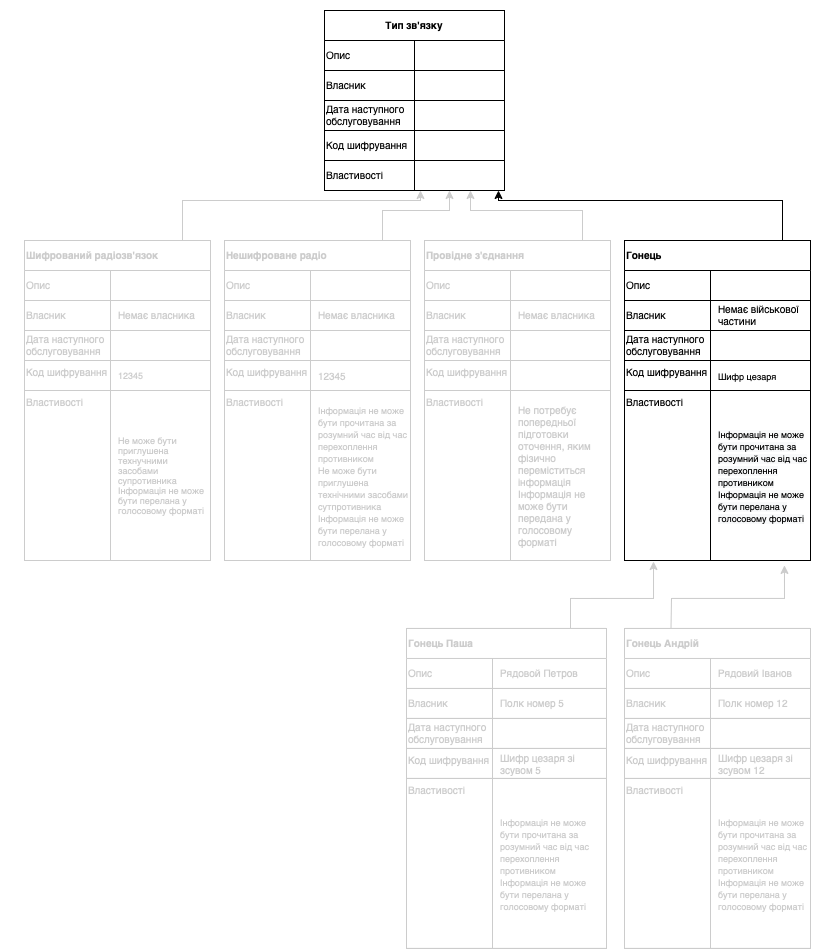 Тип зв'язку
Опис
Власник
Дата наступного
обслуговування
Код шифрування
Властивості
Шифрований радіозв'язок
Опис
Власник
Немає власника
Дата наступного
обслуговування
Код шифрування
12345
Властивості
Не може бути
приглушена
технучними
засобами
супротивника
Інформація не може
бути перелана у
голосовому форматі
Нешифроване радіо
Опис
Власник
Немає власника
Дата наступного
обслуговування
Код шифрування
12345
Властивості
Інформація не може
бути прочитана за
розумний час від час
перехоплення
противником
Не може бути
приглушена
технічними засобами
сутпротивника
Інформація не може
бути перелана у
голосовому форматі
Провідне з'єднання
Опис
Власник
Немає власника
Дата наступного
обслуговування
Код шифрування
Властивості
Не потребує
попередньої
підготовки
оточення, яким
фізично
переміститься
інформація
Інформація не
може бути
передана у
голосовому
форматі
Гонець
Опис
Власник
Немає військової
частини
Дата наступного
обслуговування
Код шифрування
Шифр цезаря
Властивості
Інформація не може
бути прочитана за
розумний час від час
перехоплення
противником
Інформація не може
бути перелана у
голосовому форматі
Гонець Паша
Опис
Рядовой Петров
Власник
Полк номер 5
Дата наступного
обслуговування
Код шифрування
Шифр цезаря зі
зсувом 5
Властивості
Інформація не може
бути прочитана за
розумний час від час
перехоплення
противником
Інформація не може
бути перелана у
голосовому форматі
Гонець Андрій
Опис
Рядовий Іванов
Власник
Полк номер 12
Дата наступного
обслуговування
Код шифрування
Шифр цезаря зі
зсувом 12
Властивості
Інформація не може
бути прочитана за
розумний час від час
перехоплення
противником
Інформація не може
бути перелана у
голосовому форматі